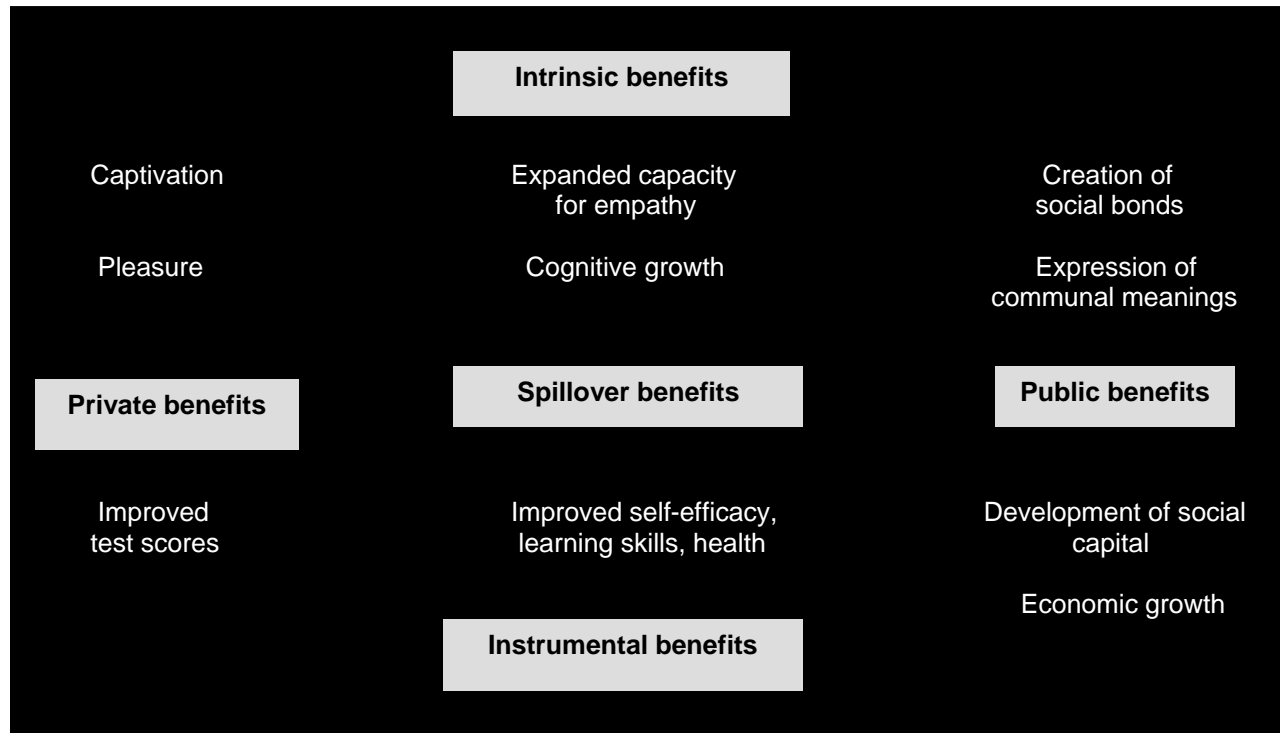 Intrinsic benefits
Captivation
Expanded capacity
for empathy
Creation of
social bonds
Pleasure
Cognitive growth
Expression of
communal meanings
Private benefits
Spillover benefits
Public benefits
Improved
test scores
Improved self-efficacy,
learning skills, health
Development of social
capital
Economic growth
Instrumental benefits